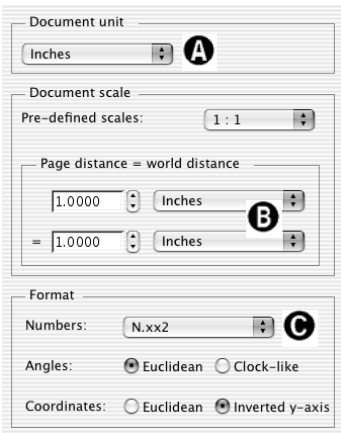 Document unit
Inches A
Document scale
Pre-defined scales: 1 : 1
Page distance = world distance
1.0000 Inches
B
= 1.0000 Inches
Format
Numbers: N.xx2 C
Angles: Euclidean Clock-like
Coordinates: Euclidean Inverted y-axis